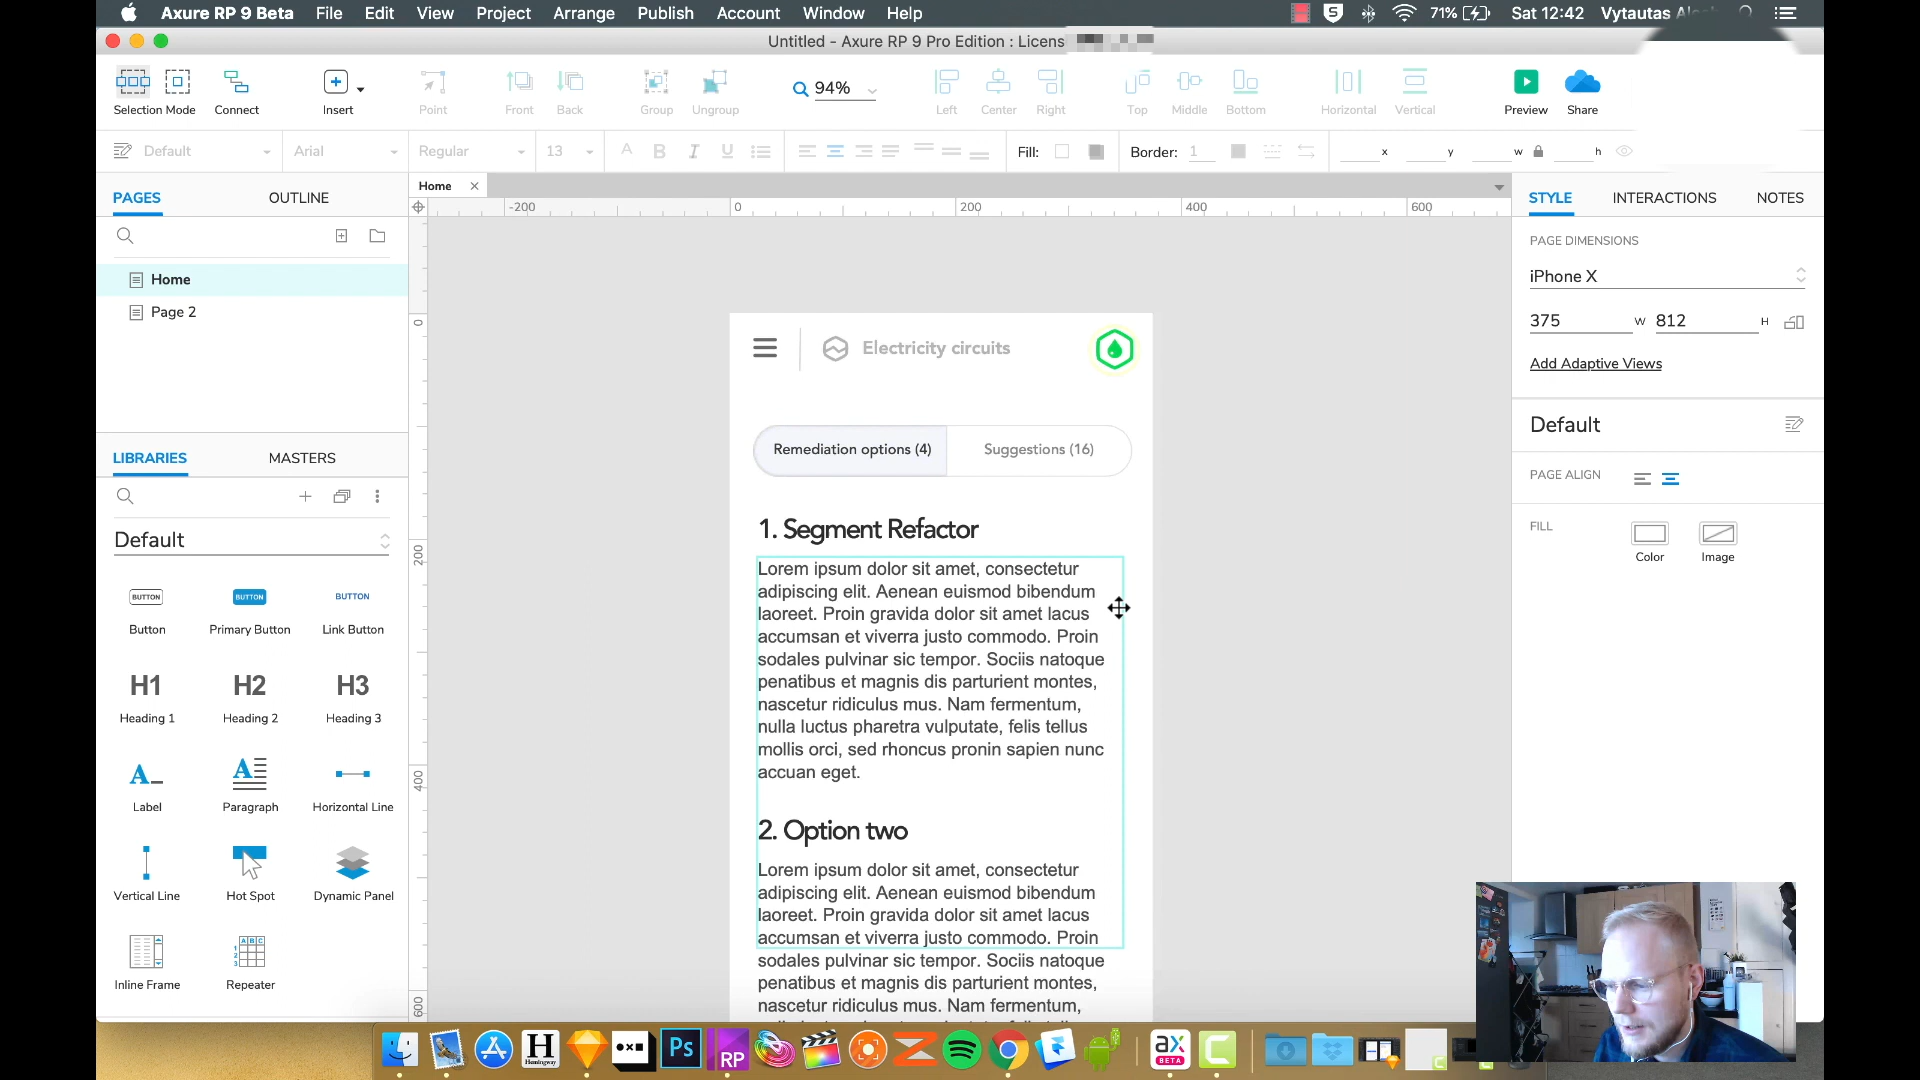 Axure RP 9 Beta File Edit View Project Arrange Publish Account Window Help 71% Sat 12:42 Vytautas
Untitled - Axure RP 9 Pro Edition : Licens
94%
Selection Mode Connect Insert Point Front Back Group Ungroup Left Center Right Top Middle Bottom Horizontal Vertical Preview Share
Default Arial Regular 13 Fill: Border: 1 x y w h
PAGES OUTLINE
Home
Page 2
LIBRARIES MASTERS
Default
BUTTON BUTTON BUTTON
Button Primary Button Link Button
H1 H2 H3
Heading 1 Heading 2 Heading 3
Label Paragraph Horizontal Line
Vertical Line Hot Spot Dynamic Panel
Inline Frame Repeater
Home
-200 0 200 400 600
0
200
400
600
Electricity circuits
Remediation options (4) Suggestions (16)
1. Segment Refactor
Lorem ipsum dolor sit amet, consectetur
adipiscing elit. Aenean euismod bibendum
laoreet. Proin gravida dolor sit amet lacus
accumsan et viverra justo commodo. Proin
sodales pulvinar sic tempor. Sociis natoque
penatibus et magnis dis parturient montes,
nascetur ridiculus mus. Nam fermentum,
nulla luctus pharetra vulputate, felis tellus
mollis orci, sed rhoncus pronin sapien nunc
accuan eget.
2. Option two
Lorem ipsum dolor sit amet, consectetur
adipiscing elit. Aenean euismod bibendum
laoreet. Proin gravida dolor sit amet lacus
accumsan et viverra justo commodo. Proin
sodales pulvinar sic tempor. Sociis natoque
penatibus et magnis dis parturient montes,
nascetur ridiculus mus. Nam fermentum,
STYLE INTERACTIONS NOTES
PAGE DIMENSIONS
iPhone X
375 W 812 H
Add Adaptive Views
Default
PAGE ALIGN
FILL
Color Image
H Hemingway Ps RP ax BETA C